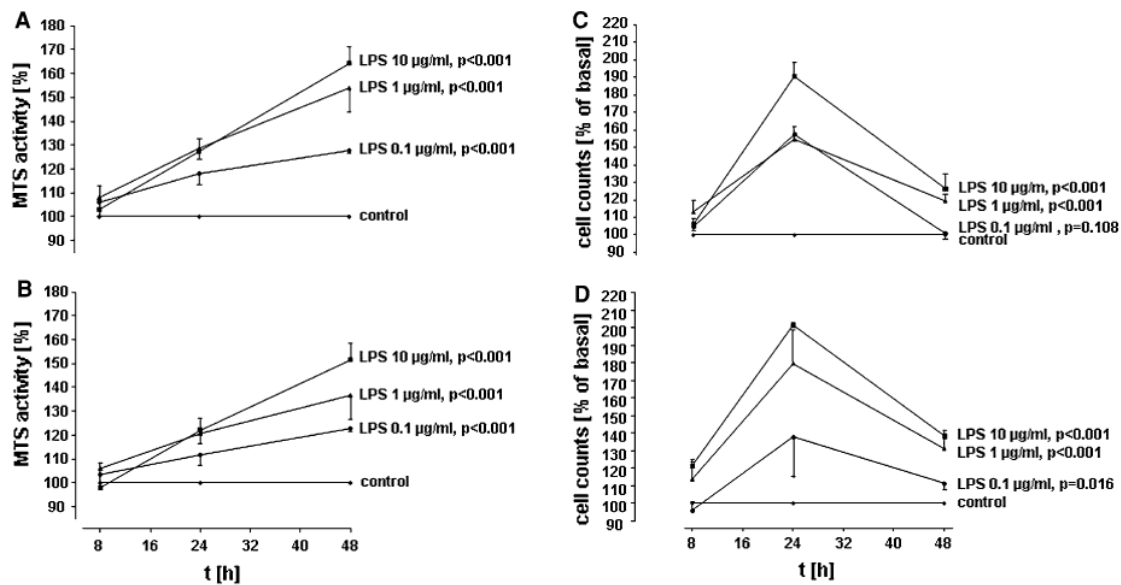 A
MTS activity [%]
180
170
160
150
140
130
120
110
100
90
LPS 10 µg/ml, p<0.001
LPS 1 µg/ml, p<0.001
LPS 0.1 µg/ml, p<0.001
control
B
MTS activity [%]
180
170
160
150
140
130
120
110
100
90
LPS 10 µg/ml, p<0.001
LPS 1 µg/ml, p<0.001
LPS 0.1 µg/ml, p<0.001
control
8 16 24 32 40 48
t [h]
C
cell counts [% of basal]
220
210
200
190
180
170
160
150
140
130
120
110
100
90
LPS 10 µg/m, p<0.001
LPS 1 µg/ml, p<0.001
LPS 0.1 µg/ml , p=0.108
control
D
cell counts [% of basal]
220
210
200
190
180
170
160
150
140
130
120
110
100
90
LPS 10 µg/ml, p<0.001
LPS 1 µg/ml, p<0.001
LPS 0.1 µg/ml, p=0.016
control
8 16 24 32 40 48
t [h]